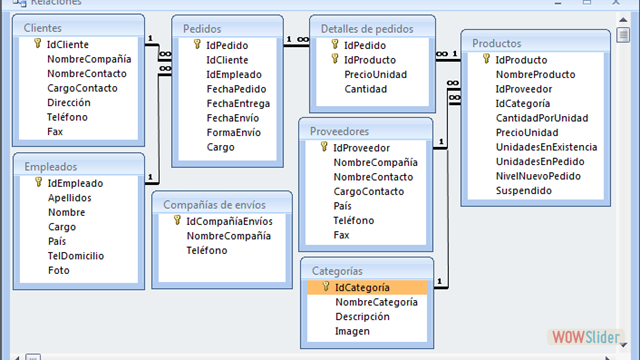 Relaciones
Clientes
IdCliente
NombreCompañía
NombreContacto
CargoContacto
Dirección
Teléfono
Fax
Pedidos
IdPedido
IdCliente
IdEmpleado
FechaPedido
FechaEntrega
FechaEnvío
FormaEnvío
Cargo
Detalles de pedidos
IdPedido
IdProducto
PrecioUnidad
Cantidad
Productos
IdProducto
NombreProducto
IdProveedor
IdCategoría
CantidadPorUnidad
PrecioUnidad
UnidadesEnExistencia
UnidadesEnPedido
NivelNuevoPedido
Suspendido
Empleados
IdEmpleado
Apellidos
Nombre
Cargo
País
TelDomicilio
Foto
Compañías de envíos
IdCompañíaEnvíos
NombreCompañía
Teléfono
Proveedores
IdProveedor
NombreCompañía
NombreContacto
CargoContacto
País
Teléfono
Fax
Categorías
IdCategoría
NombreCategoría
Descripción
Imagen
1
∞
1
∞
1
∞
∞
1
∞
∞
1
1
WOWSlider